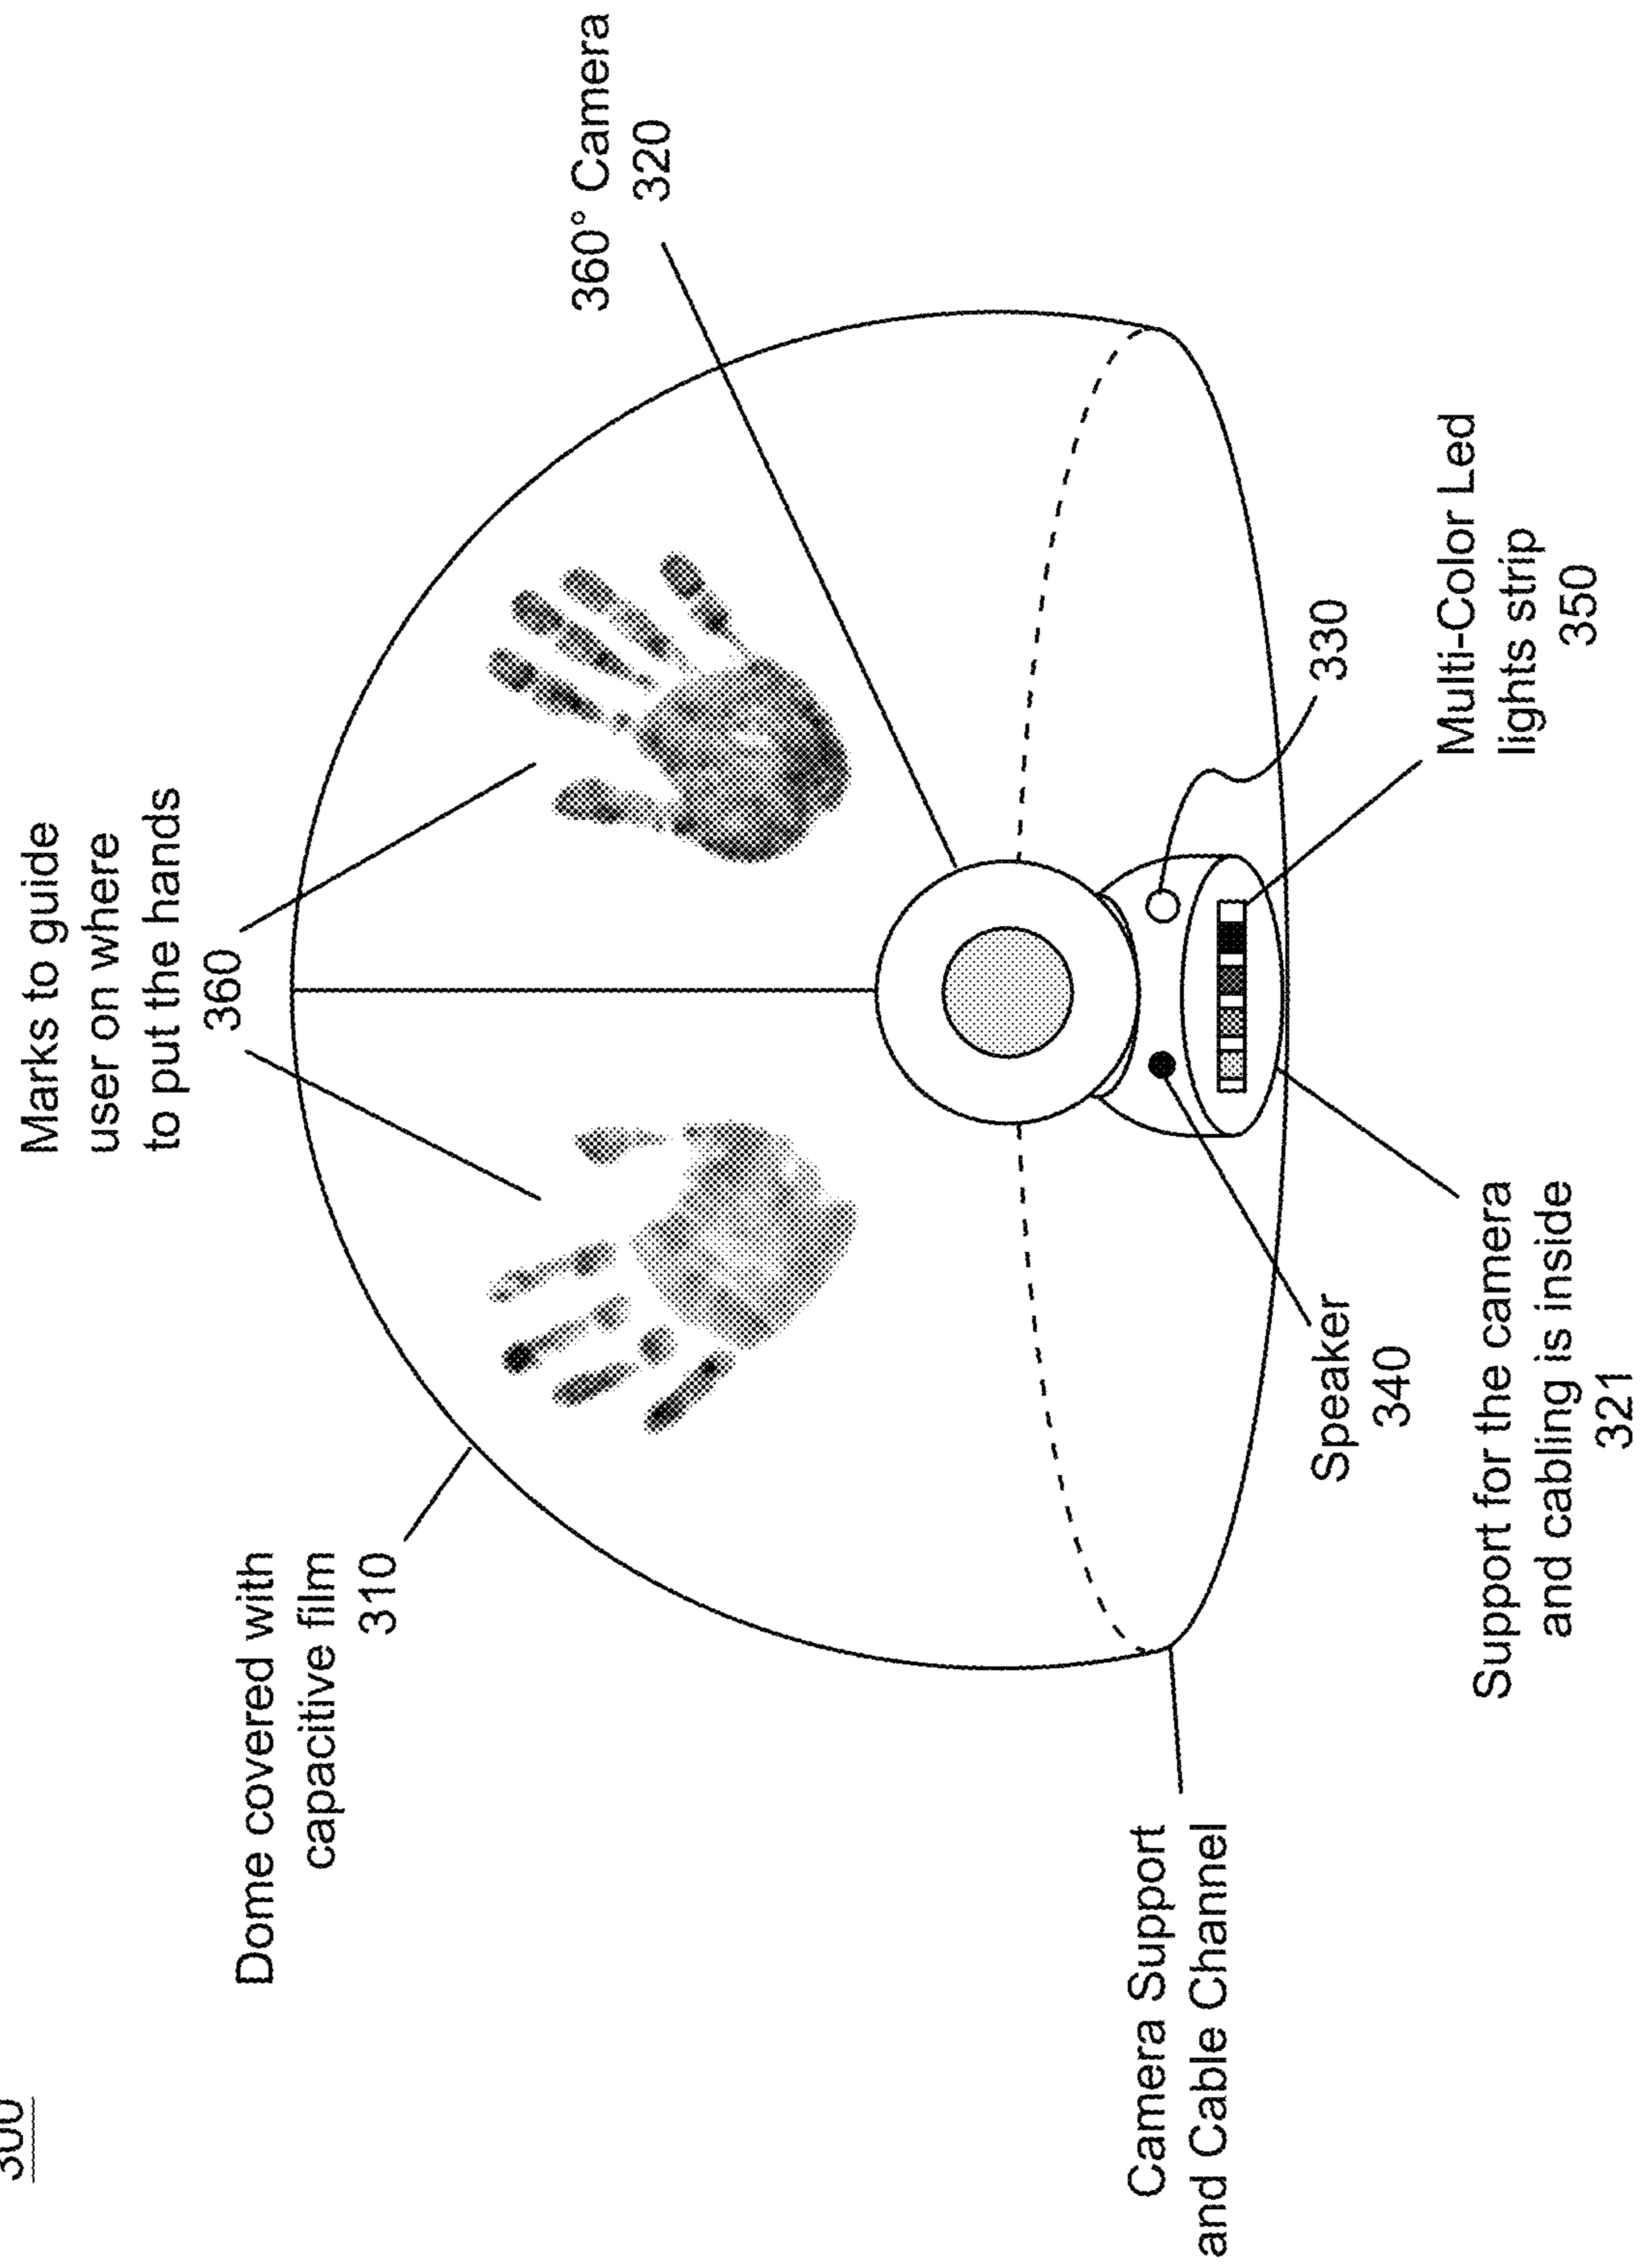 300
Marks to guide
user on where
to put the hands
360
Dome covered with
capacitive film
310
360° Camera
320
Camera Support
and Cable Channel
Speaker
340
330
Support for the camera
and cabling is inside
321
Multi-Color Led
lights strip
350